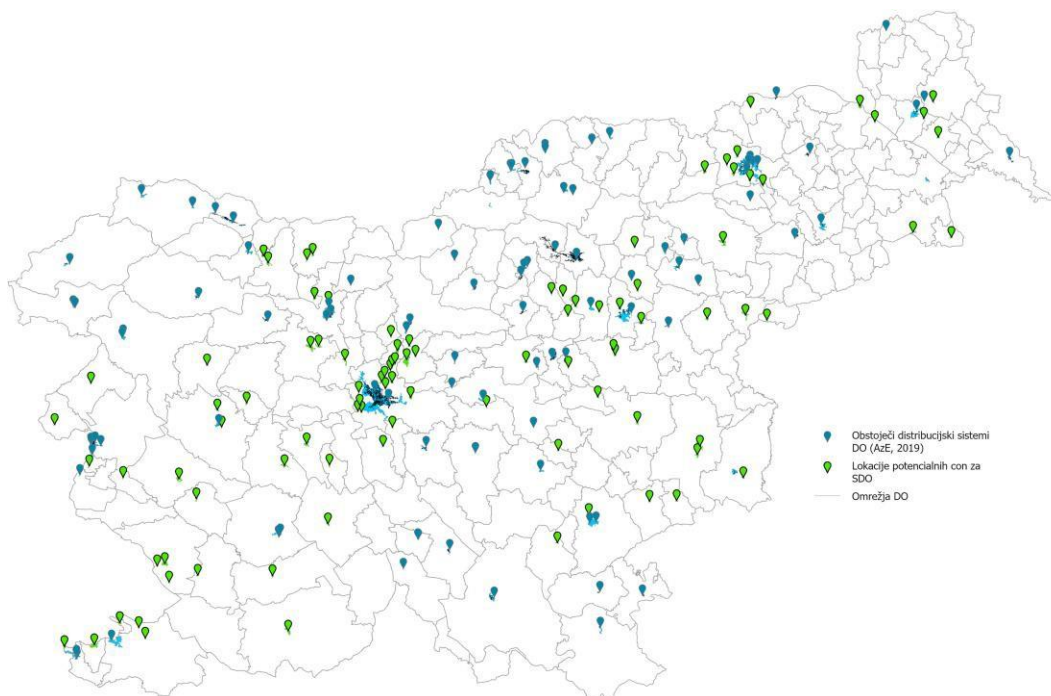 Obstoječi distribucijski sistemi
DO (AzE, 2019)
Lokacije potencialnih con za
SDO
Omrežja DO